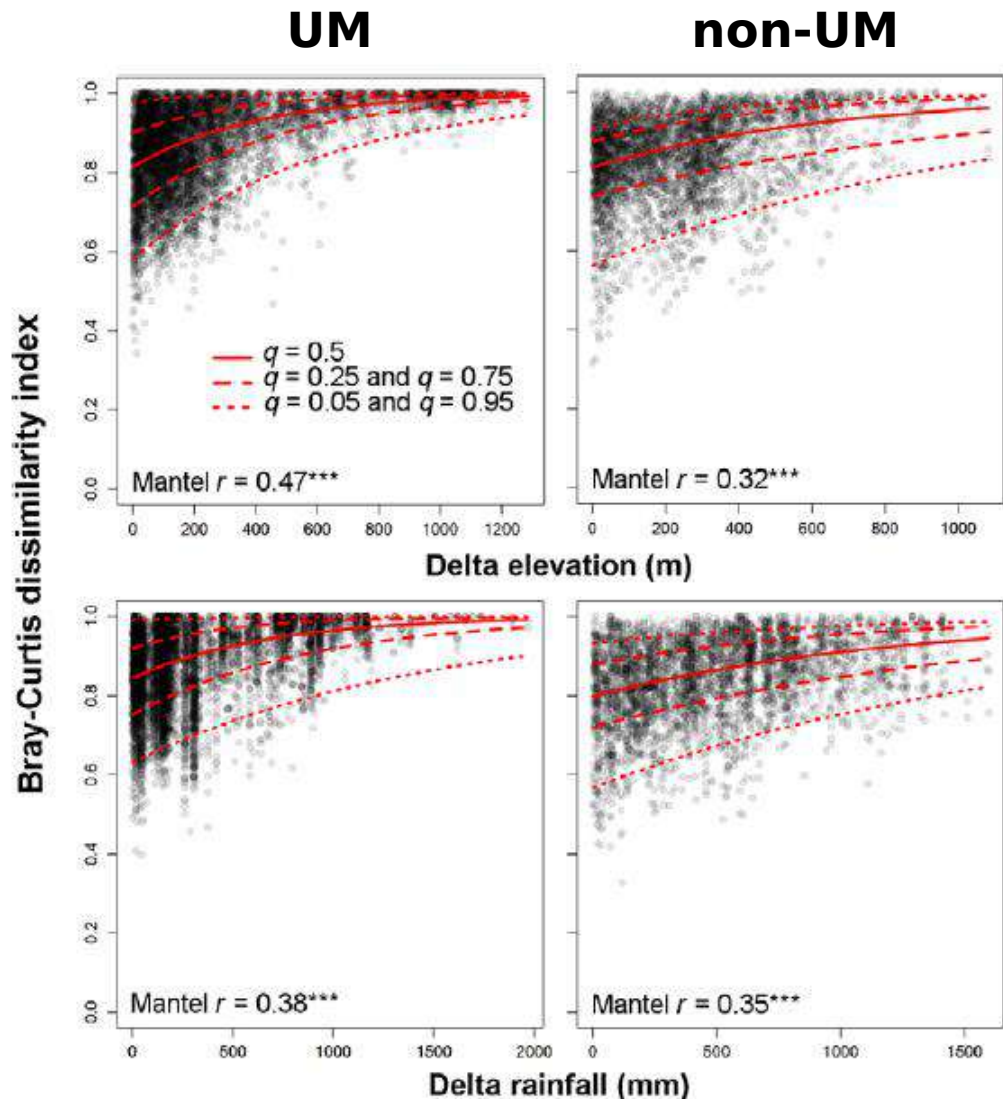 UM
non-UM
Bray-Curtis dissimilarity index
1.0
0.8
0.6
0.4
0.2
0.0
q = 0.5
q = 0.25 and q = 0.75
q = 0.05 and q = 0.95
Mantel r = 0.47***
0 200 400 600 800 1000 1200
Mantel r = 0.32***
0 200 400 600 800 1000
Delta elevation (m)
1.0
0.8
0.6
0.4
0.2
0.0
Mantel r = 0.38***
0 500 1000 1500 2000
Mantel r = 0.35***
0 500 1000 1500
Delta rainfall (mm)